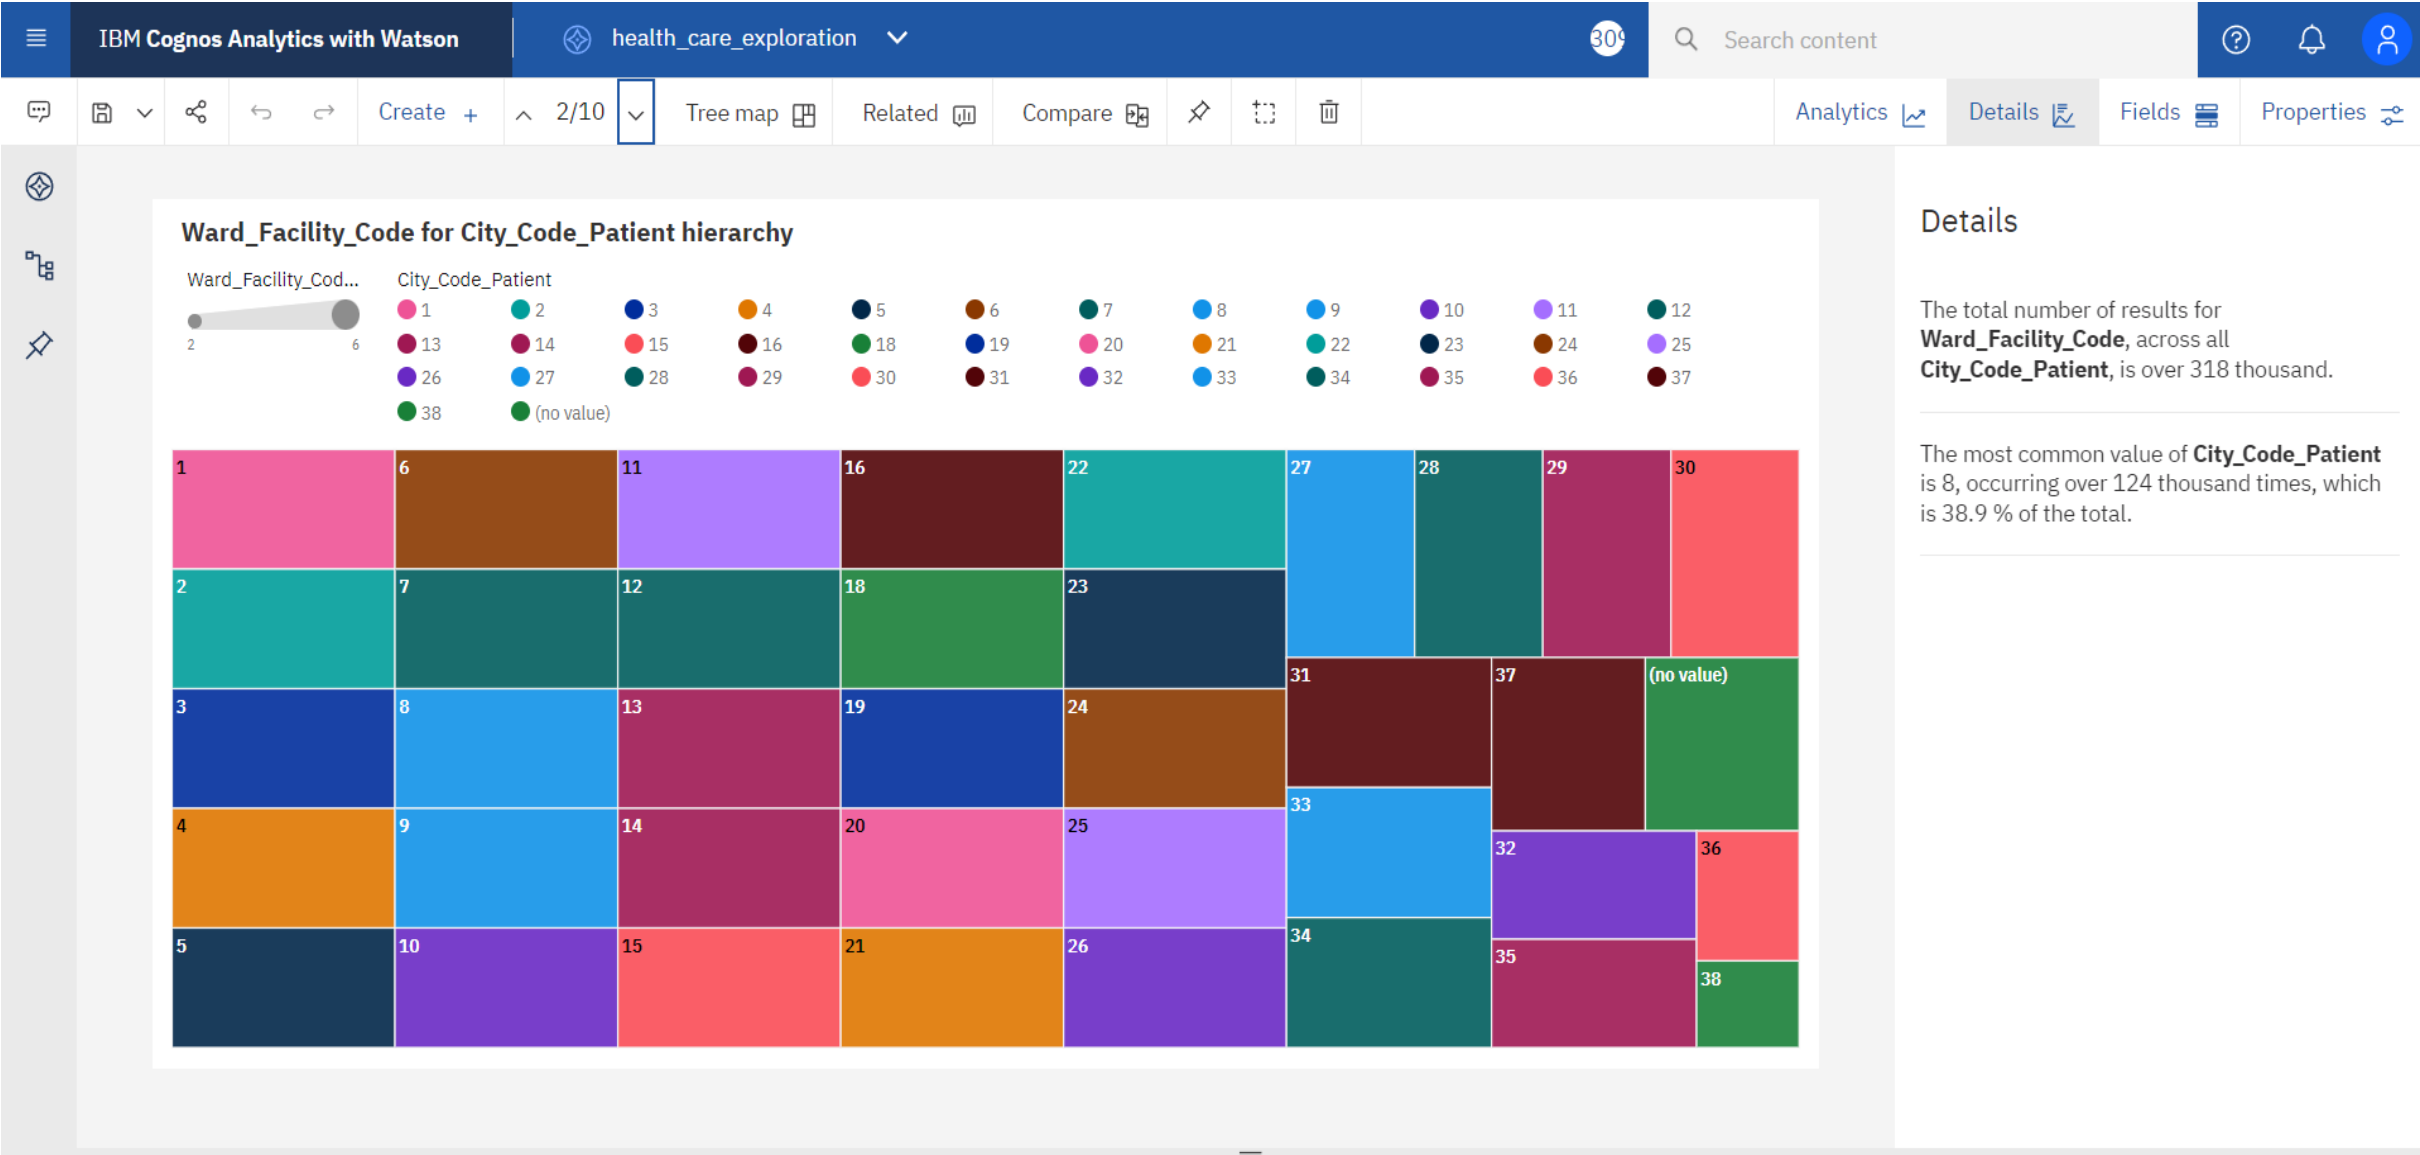 IBM Cognos Analytics with Watson
health_care_exploration
Search content
Create +
2/10
Tree map
Related
Compare
Analytics
Details
Fields
Properties
Ward_Facility_Code for City_Code_Patient hierarchy
Ward_Facility_Cod...
2 6
City_Code_Patient
1 2 3 4 5 6 7 8 9 10 11 12
13 14 15 16 18 19 20 21 22 23 24 25
26 27 28 29 30 31 32 33 34 35 36 37
38 (no value)
1 6 11 16 22 27 28 29 30
2 7 12 18 23
31 37 (no value)
3 8 13 19 24
33
4 9 14 20 25
32 36
34
5 10 15 21 26
35
38
Details
The total number of results for
Ward_Facility_Code, across all
City_Code_Patient, is over 318 thousand.
The most common value of City_Code_Patient
is 8, occurring over 124 thousand times, which
is 38.9 % of the total.